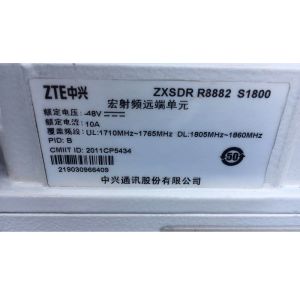 ZTE中兴 ZXSDR R8882 S1800
宏射频远端单元
额定电压: -48V
额定电流: 10A
覆盖频段: UL:1710MHz~1765MHz DL:1805MHz~1860MHz
PID: B
CMIIT ID: 2011CP5434
50
219030966409
中兴通讯股份有限公司